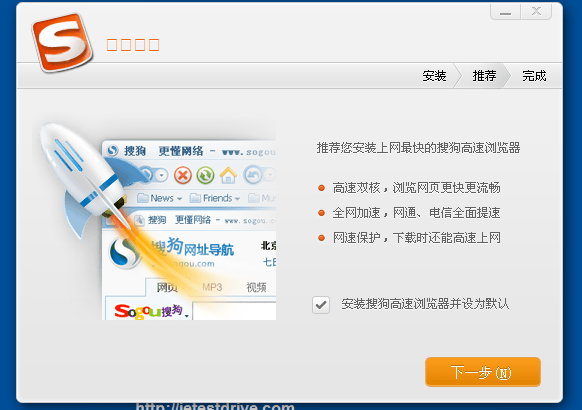 □□□□
安装 推荐 完成
推荐您安装上网最快的搜狗高速浏览器
高速双核，浏览网页更快更流畅
全网加速，网通、电信全面提速
网速保护，下载时还能高速上网
安装搜狗高速浏览器并设为默认
下一步(N)
搜狗 更懂网络 - www.sogou
News Friends
搜狗 更懂网络 - www.sogou.
搜狗网址导航
ogou.com
北京
七日
网页 MP3 视频
Sogou搜狗
http://ietestdrive.com